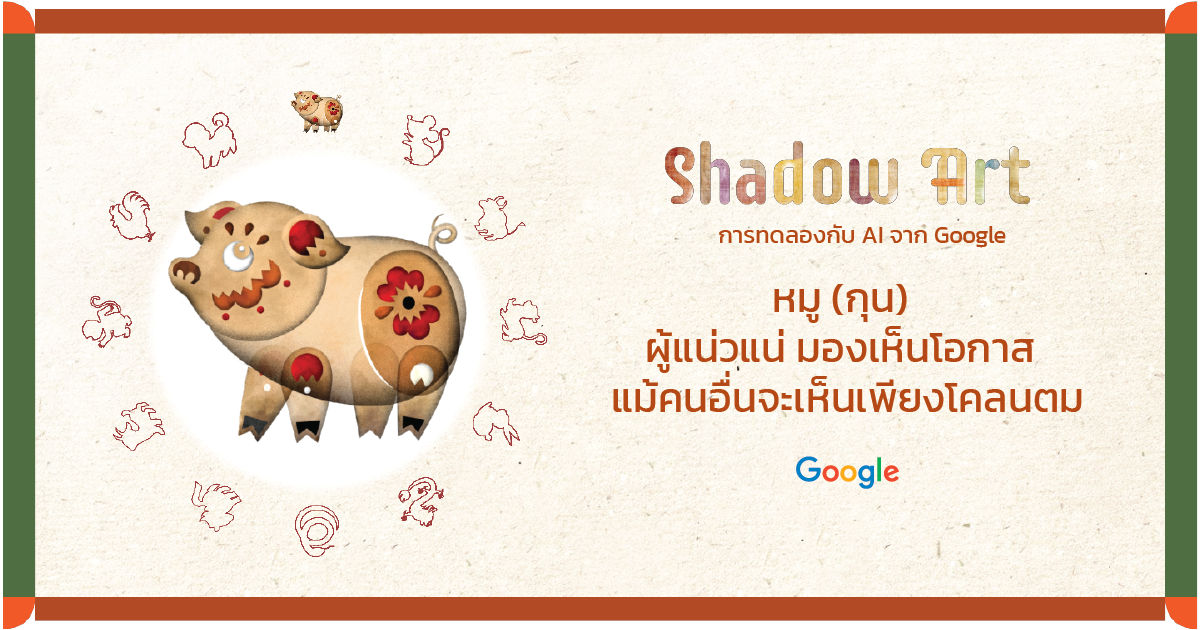 Shadow Art
การทดลองกับ AI จาก Google
หมู (กุน)
ผู้แน่วแน่ มองเห็นโอกาส
แม้คนอื่นจะเห็นเพียงโคลนตม
Google